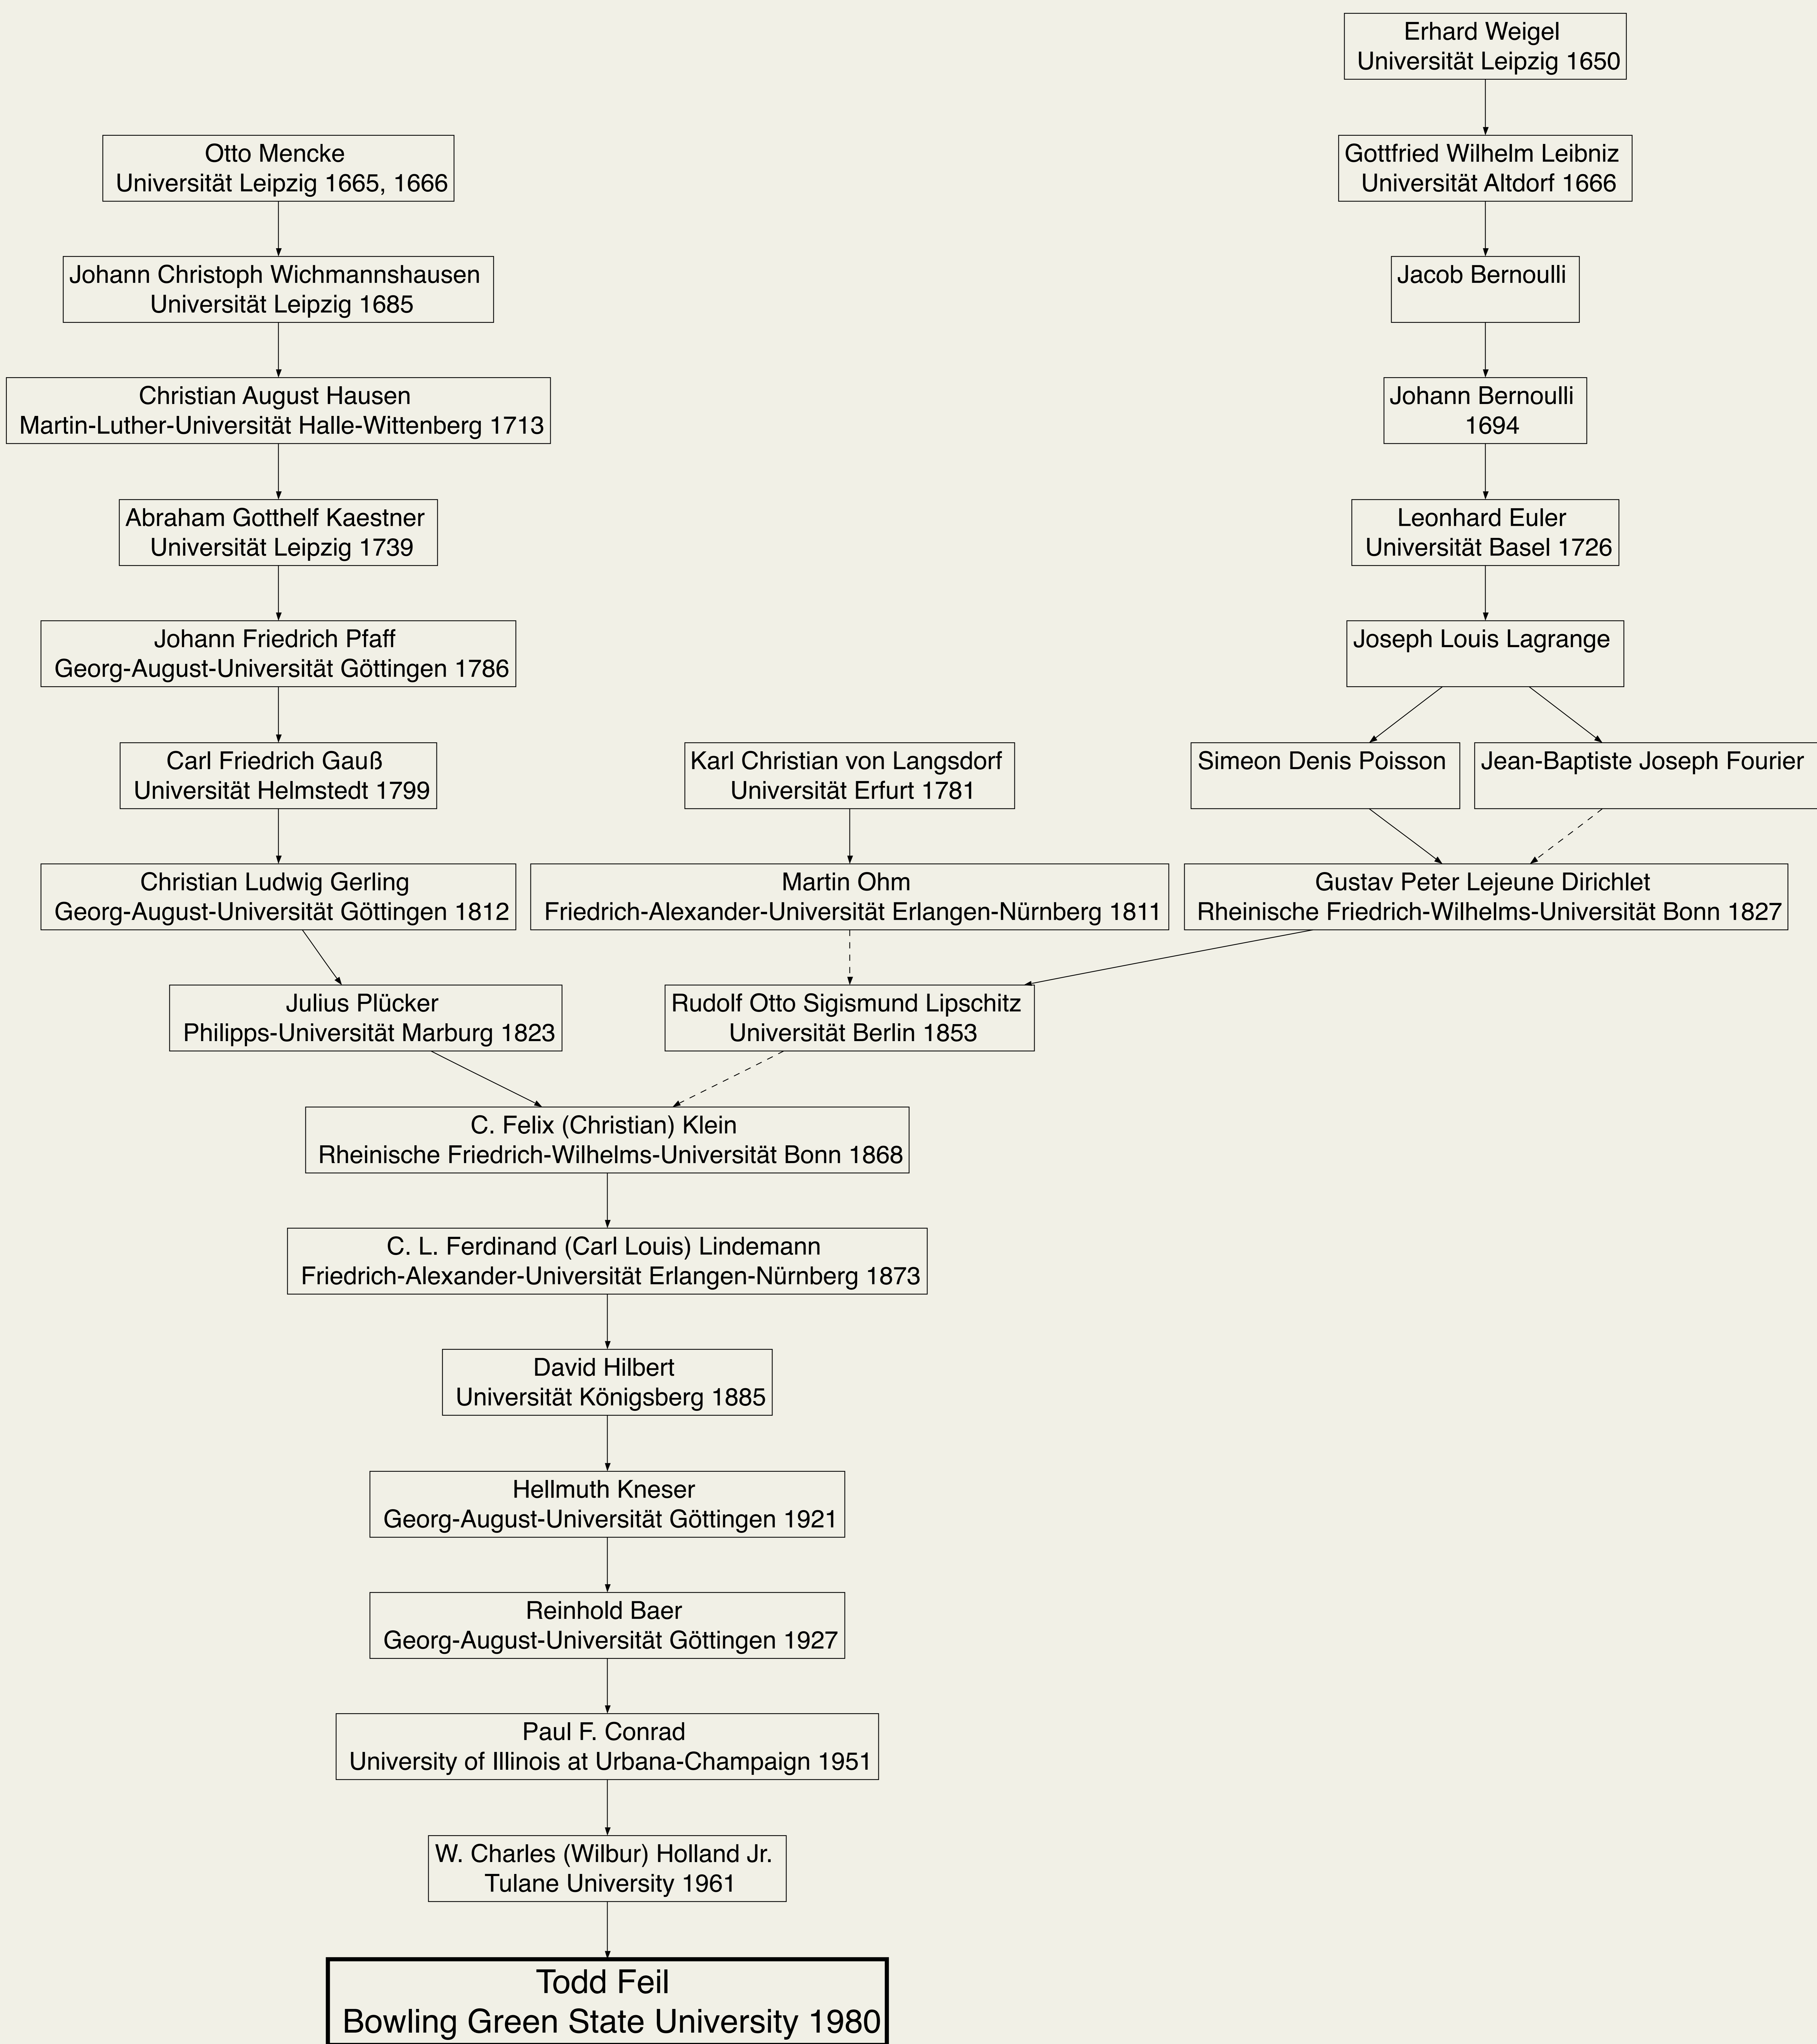 Erhard Weigel
Universität Leipzig 1650
Otto Mencke
Universität Leipzig 1665, 1666
Gottfried Wilhelm Leibniz
Universität Altdorf 1666
Johann Christoph Wichmannshausen
Universität Leipzig 1685
Jacob Bernoulli
Christian August Hausen
Martin-Luther-Universität Halle-Wittenberg 1713
Johann Bernoulli
1694
Abraham Gotthelf Kaestner
Universität Leipzig 1739
Leonhard Euler
Universität Basel 1726
Johann Friedrich Pfaff
Georg-August-Universität Göttingen 1786
Joseph Louis Lagrange
Carl Friedrich Gauß
Universität Helmstedt 1799
Karl Christian von Langsdorf
Universität Erfurt 1781
Simeon Denis Poisson
Jean-Baptiste Joseph Fourier
Christian Ludwig Gerling
Georg-August-Universität Göttingen 1812
Martin Ohm
Friedrich-Alexander-Universität Erlangen-Nürnberg 1811
Gustav Peter Lejeune Dirichlet
Rheinische Friedrich-Wilhelms-Universität Bonn 1827
Julius Plücker
Philipps-Universität Marburg 1823
Rudolf Otto Sigismund Lipschitz
Universität Berlin 1853
C. Felix (Christian) Klein
Rheinische Friedrich-Wilhelms-Universität Bonn 1868
C. L. Ferdinand (Carl Louis) Lindemann
Friedrich-Alexander-Universität Erlangen-Nürnberg 1873
David Hilbert
Universität Königsberg 1885
Hellmuth Kneser
Georg-August-Universität Göttingen 1921
Reinhold Baer
Georg-August-Universität Göttingen 1927
Paul F. Conrad
University of Illinois at Urbana-Champaign 1951
W. Charles (Wilbur) Holland Jr.
Tulane University 1961
Todd Feil
Bowling Green State University 1980